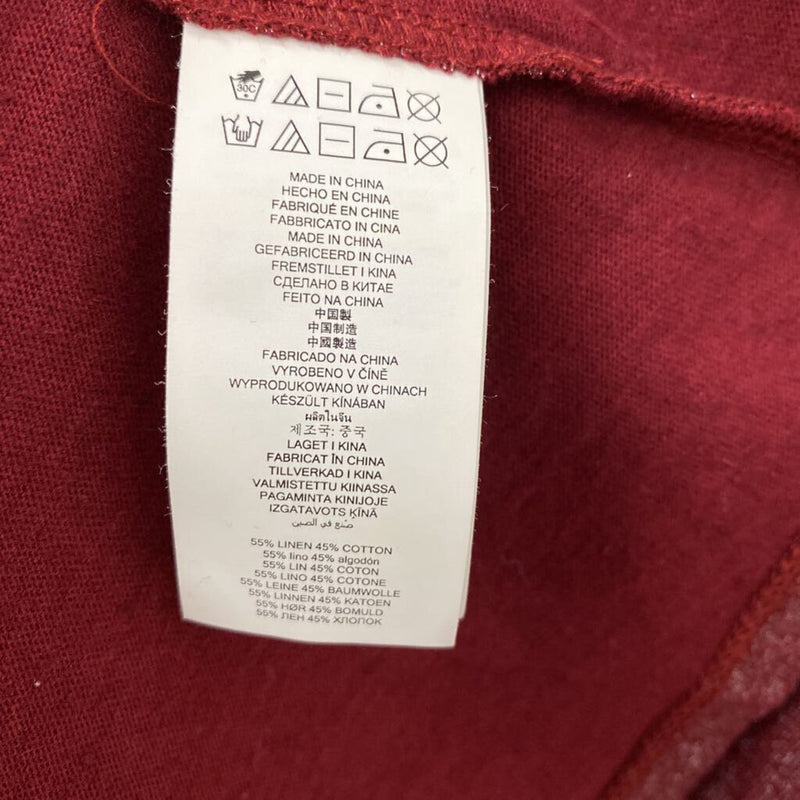 30C
MADE IN CHINA
HECHO EN CHINA
FABRIQUÉ EN CHINE
FABBRICATO IN CINA
MADE IN CHINA
GEFABRICEERD IN CHINA
FREMSTILLET I KINA
СДЕЛАНО В КИТАЕ
FEITO NA CHINA
中国製
中国制造
中國製造
FABRICADO NA CHINA
VYROBENO V ČÍNĚ
WYPRODUKOWANO W CHINACH
KÉSZÜLT KÍNÁBAN
ผลิตในจีน
제조국: 중국
LAGET I KINA
FABRICAT ÎN CHINA
TILLVERKAD I KINA
VALMISTETTU KIINASSA
PAGAMINTA KINIJOJE
IZGATAVOTS ĶĪNĀ
صنع في الصين
55% LINEN 45% COTTON
55% lino 45% algodón
55% LIN 45% COTON
55% LINO 45% COTONE
55% LEINE 45% BAUMWOLLE
55% LINNEN 45% KATOEN
55% HØR 45% BOMULD
55% ЛЕН 45% ХЛОПОК